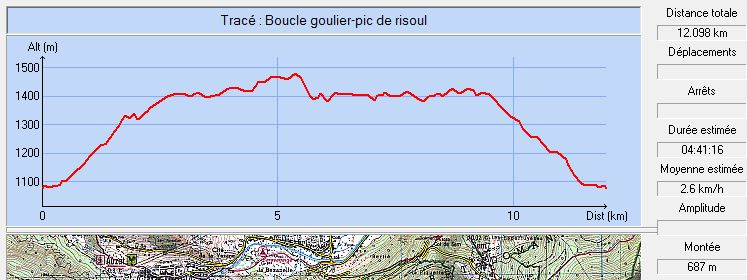 Tracé : Boucle goulier-pic de risoul
Alt (m)
1500
1400
1300
1200
1100
0
5
10
Dist (km)
Distance totale
12.098 km
Déplacements
Arrêts
Durée estimée
04:41:16
Moyenne estimée
2.6 km/h
Amplitude
Montée
687 m